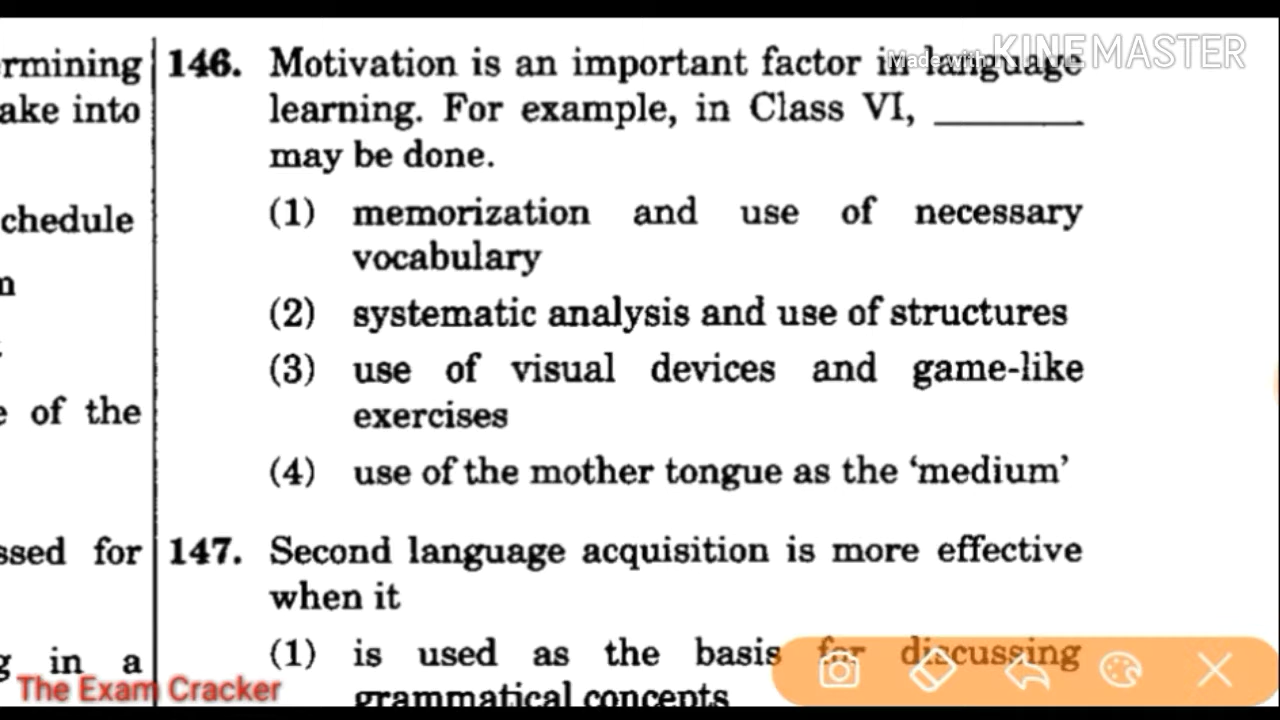 rmining
ake into
chedule
n
e of the
ssed for
g in a
The Exam Cracker
146. Motivation is an important factor in language
Made with KINEMASTER
learning. For example, in Class VI, ________
may be done.
(1) memorization and use of necessary
vocabulary
(2) systematic analysis and use of structures
(3) use of visual devices and game-like
exercises
(4) use of the mother tongue as the ‘medium’
147. Second language acquisition is more effective
when it
(1) is used as the basis for discussing
grammatical concepts